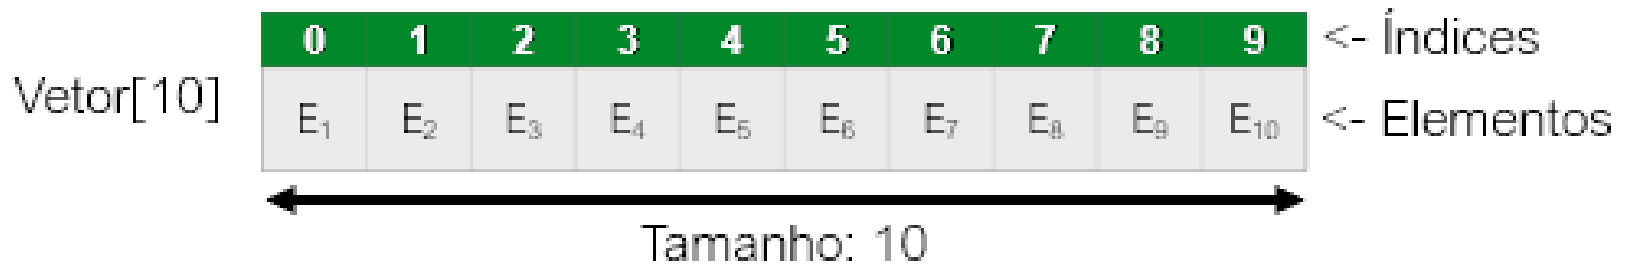 0 1 2 3 4 5 6 7 8 9 <- Índices
Vetor[10]
E₁ E₂ E₃ E₄ E₅ E₆ E₇ E₈ E₉ E₁₀ <- Elementos
Tamanho: 10